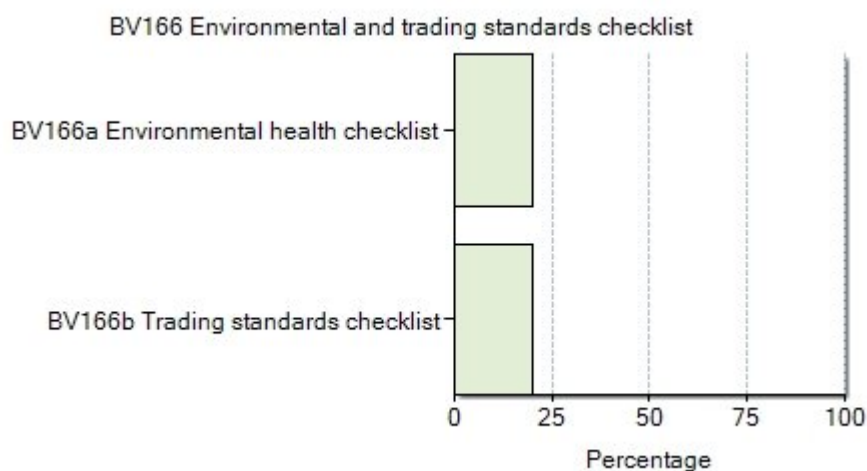 BV166 Environmental and trading standards checklist
BV166a Environmental health checklist
BV166b Trading standards checklist
0 25 50 75 100
Percentage